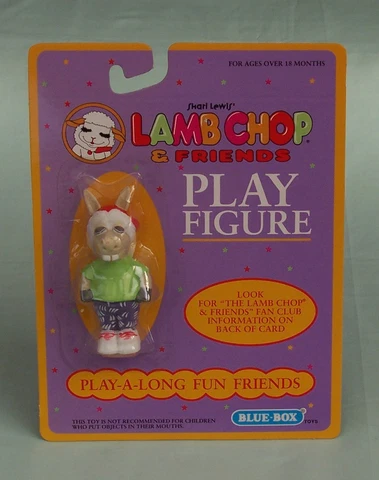 FOR AGES OVER 18 MONTHS
Shari Lewis'
LAMB CHOP
& FRIENDS
PLAY
FIGURE
LOOK
FOR "THE LAMB CHOP
& FRIENDS" FAN CLUB
INFORMATION ON
BACK OF CARD
PLAY-A-LONG FUN FRIENDS
THIS TOY IS NOT RECOMMENDED FOR CHILDREN
WHO PUT OBJECTS IN THEIR MOUTHS.
BLUE-BOX TOYS